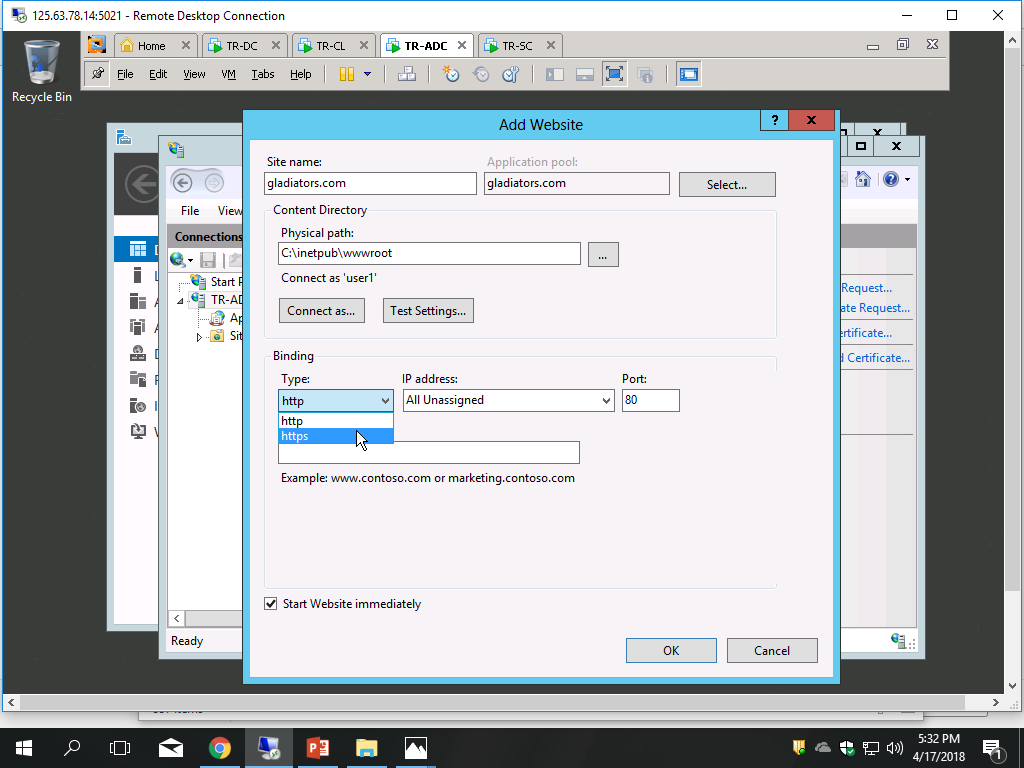 125.63.78.14:5021 - Remote Desktop Connection
Recycle Bin
Home
TR-DC
TR-CL
TR-ADC
TR-SC
File Edit View VM Tabs Help
Add Website
?
Site name:
Application pool:
gladiators.com
gladiators.com
Select...
Content Directory
Physical path:
C:\inetpub\wwwroot
...
Connect as 'user1'
Connect as...
Test Settings...
Binding
Type:
IP address:
Port:
http
All Unassigned
80
http
https
Example: www.contoso.com or marketing.contoso.com
Start Website immediately
OK
Cancel
File View
Connections
Start P
TR-AD
Ap
Sit
Ready
Request...
ate Request...
ertificate...
d Certificate...
5:32 PM
4/17/2018
1